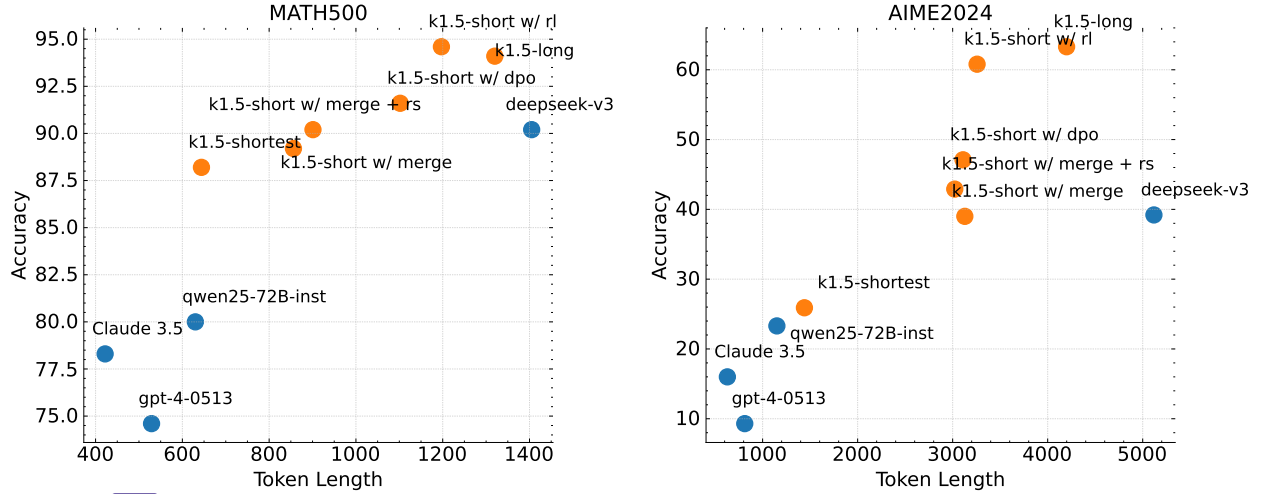 MATH500
k1.5-short w/ rl
k1.5-long
k1.5-short w/ dpo
k1.5-short w/ merge + rs
deepseek-v3
k1.5-shortest
k1.5-short w/ merge
qwen25-72B-inst
Claude 3.5
gpt-4-0513
95.0
92.5
90.0
87.5
85.0
82.5
80.0
77.5
75.0
Accuracy
400 600 800 1000 1200 1400
Token Length
AIME2024
k1.5-long
k1.5-short w/ rl
k1.5-short w/ dpo
k1.5-short w/ merge + rs
k1.5-short w/ merge
deepseek-v3
k1.5-shortest
qwen25-72B-inst
Claude 3.5
gpt-4-0513
60
50
40
30
20
10
Accuracy
1000 2000 3000 4000 5000
Token Length